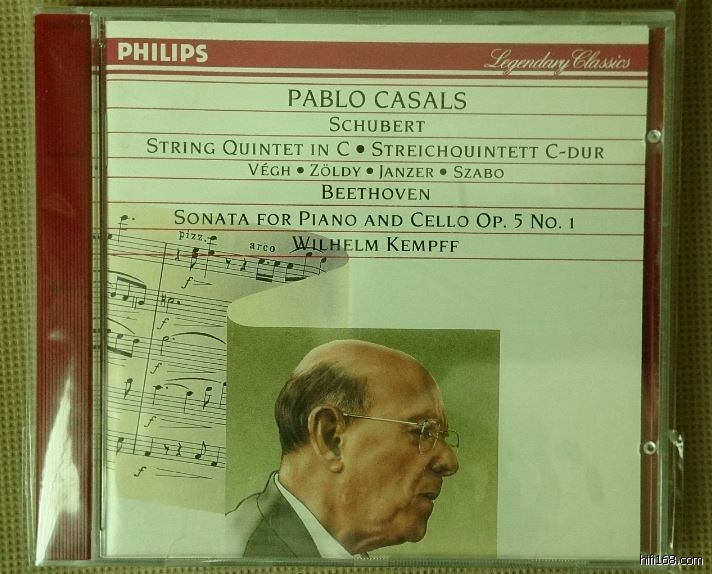 PHILIPS Legendary Classics
PABLO CASALS
SCHUBERT
STRING QUINTET IN C • STREICHQUINTETT C-DUR
VÉGH • ZÖLDY • JANZER • SZABO
BEETHOVEN
SONATA FOR PIANO AND CELLO OP. 5 NO. 1
WILHELM KEMPFF
pizz.
arco
f
f
f
f
f
f
hifi168.com